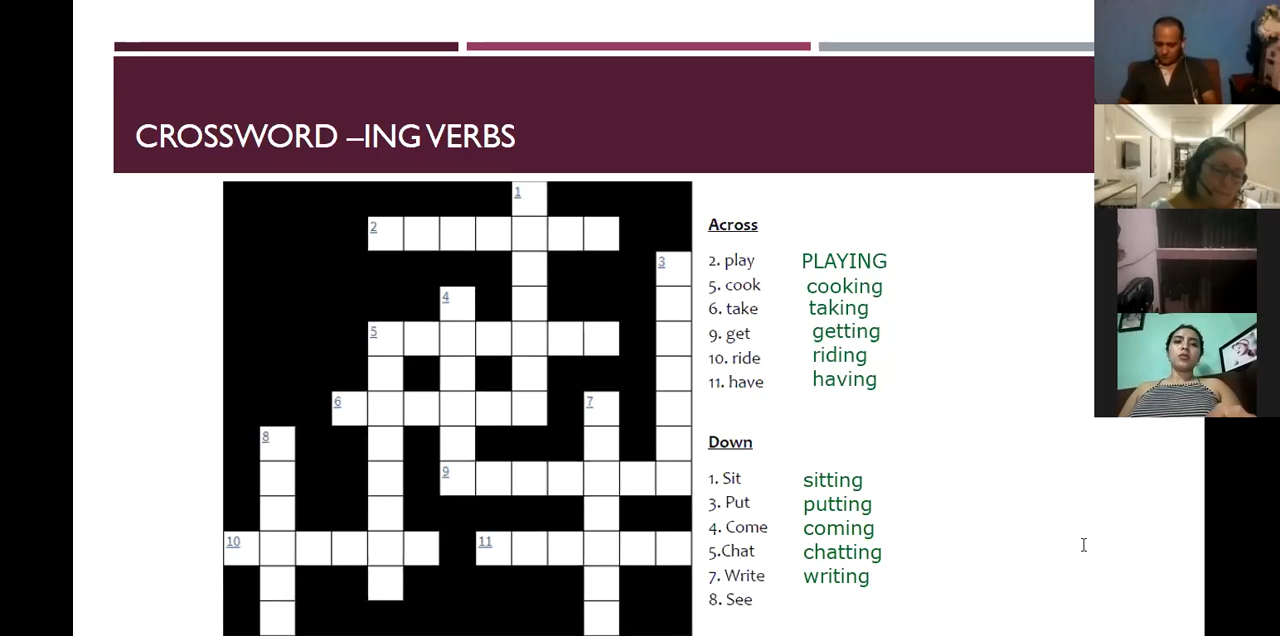 CROSSWORD –ING VERBS
1
2
3
4
5
6
7
8
9
10
11
Across
2. play PLAYING
5. cook cooking
6. take taking
9. get getting
10. ride riding
11. have having
Down
1. Sit sitting
3. Put putting
4. Come coming
5.Chat chatting
7. Write writing
8. See